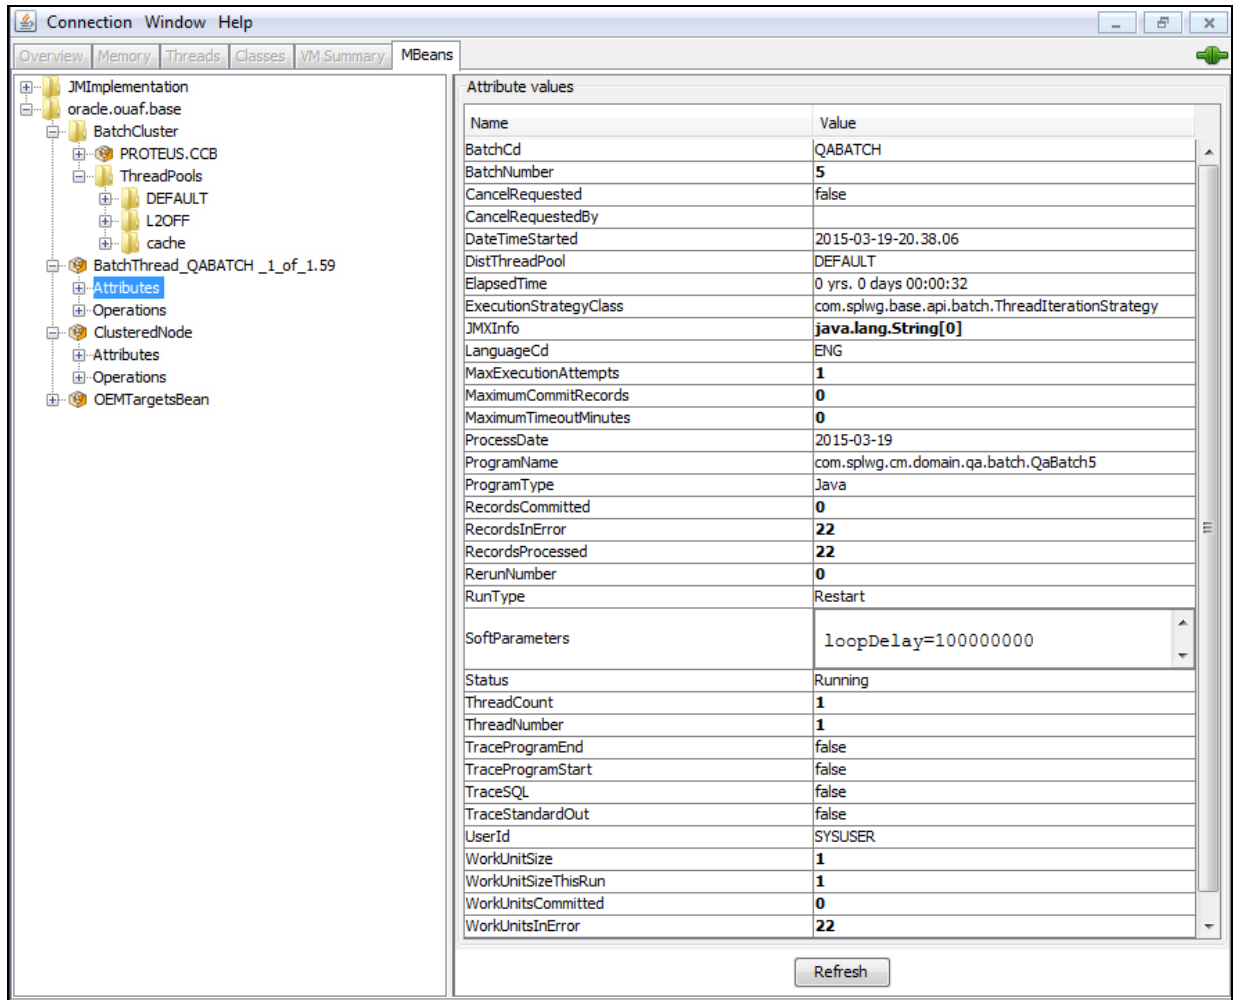 Connection Window Help
Overview Memory Threads Classes VM Summary MBeans
JMImplementation
oracle.ouaf.base
BatchCluster
PROTEUS.CCB
ThreadPools
DEFAULT
L2OFF
cache
BatchThread_QABATCH _1_of_1.59
Attributes
Operations
ClusteredNode
Attributes
Operations
OEMTargetsBean
Attribute values
Name Value
BatchCd QABATCH
BatchNumber 5
CancelRequested false
CancelRequestedBy
DateTimeStarted 2015-03-19-20.38.06
DistThreadPool DEFAULT
ElapsedTime 0 yrs. 0 days 00:00:32
ExecutionStrategyClass com.splwg.base.api.batch.ThreadIterationStrategy
JMXInfo java.lang.String[0]
LanguageCd ENG
MaxExecutionAttempts 1
MaximumCommitRecords 0
MaximumTimeoutMinutes 0
ProcessDate 2015-03-19
ProgramName com.splwg.cm.domain.qa.batch.QaBatch5
ProgramType Java
RecordsCommitted 0
RecordsInError 22
RecordsProcessed 22
RerunNumber 0
RunType Restart
SoftParameters loopDelay=100000000
Status Running
ThreadCount 1
ThreadNumber 1
TraceProgramEnd false
TraceProgramStart false
TraceSQL false
TraceStandardOut false
UserId SYSUSER
WorkUnitSize 1
WorkUnitSizeThisRun 1
WorkUnitsCommitted 0
WorkUnitsInError 22
Refresh